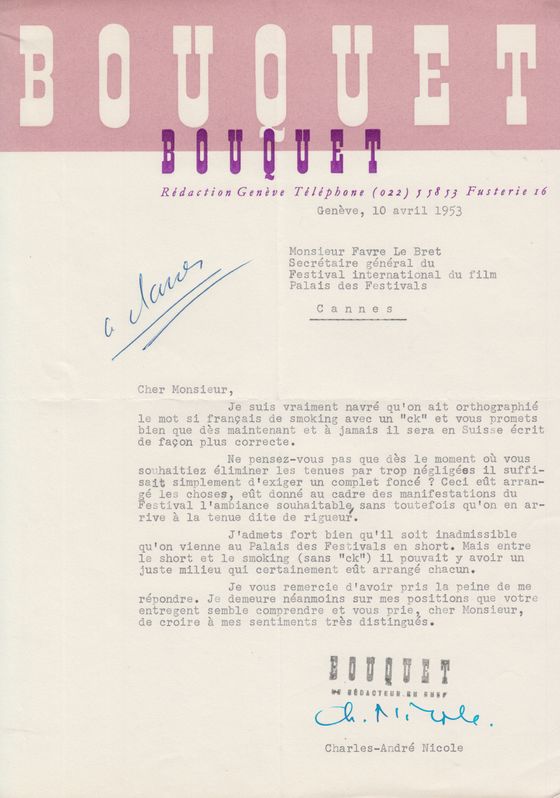 BOUQUET
BOUQUET
Rédaction Genève Téléphone (022) 5 58 53 Fusterie 16
Genève, 10 avril 1953
Monsieur Favre Le Bret
Secrétaire général du
Festival international du film
Palais des Festivals
Cannes
Cher Monsieur,
Je suis vraiment navré qu'on ait orthographié
le mot si français de smoking avec un "ck" et vous promets
bien que dès maintenant et à jamais il sera en Suisse écrit
de façon plus correcte.
Ne pensez-vous pas que dès le moment où vous
souhaitiez éliminer les tenues par trop négligées il suffi-
sait simplement d'exiger un complet foncé ? Ceci eût arran-
gé les choses, eût donné au cadre des manifestations du
Festival l'ambiance souhaitable, sans toutefois qu'on en ar-
rive à la tenue dite de rigueur.
J'admets fort bien qu'il soit inadmissible
qu'on vienne au Palais des Festivals en short. Mais entre
le short et le smoking (sans "ck") il pouvait y avoir un
juste milieu qui certainement eût arrangé chacun.
Je vous remercie d'avoir pris la peine de me
répondre. Je demeure néanmoins sur mes positions que votre
entregent semble comprendre et vous prie, cher Monsieur,
de croire à mes sentiments très distingués.
BOUQUET
RÉDACTEUR EN CHEF
Ch. Nicole.
Charles-André Nicole